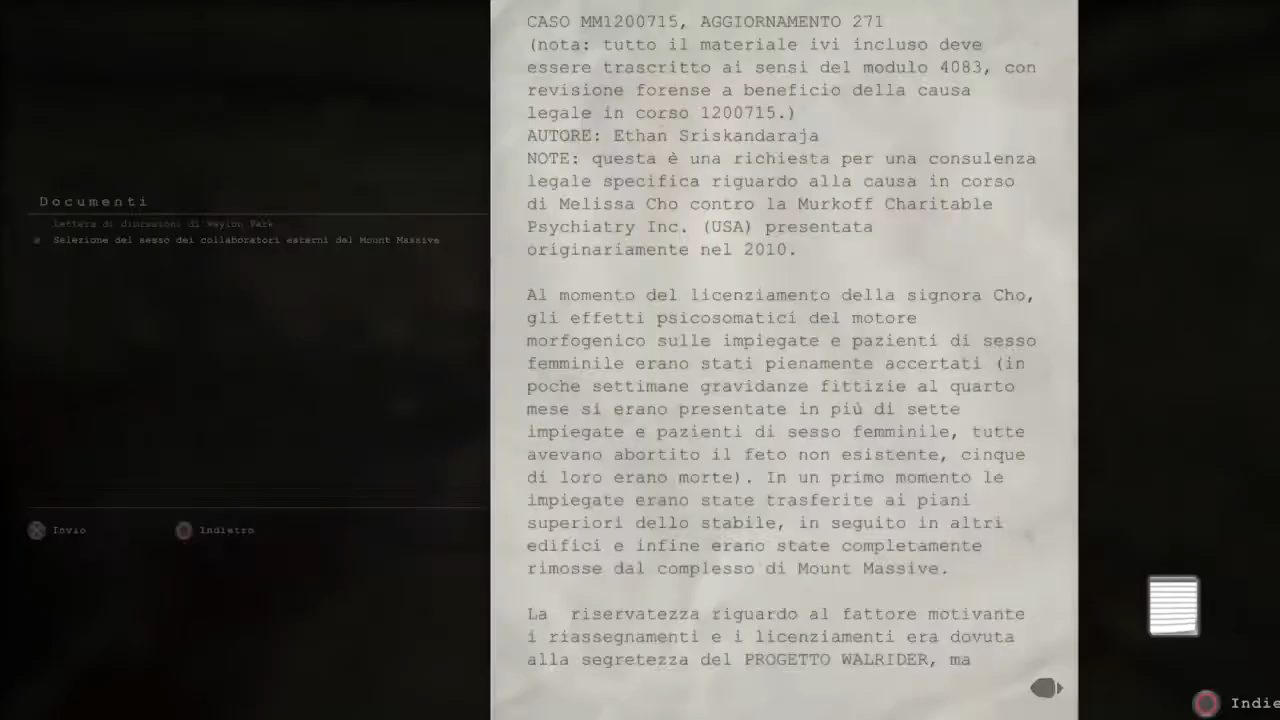 Documenti
Lettera di dimissioni di Waylon Park
Selezione del sesso dei collaboratori esterni del Mount Massive
Invio
Indietro
CASO MM1200715, AGGIORNAMENTO 271
(nota: tutto il materiale ivi incluso deve
essere trascritto ai sensi del modulo 4083, con
revisione forense a beneficio della causa
legale in corso 1200715.)
AUTORE: Ethan Sriskandaraja
NOTE: questa è una richiesta per una consulenza
legale specifica riguardo alla causa in corso
di Melissa Cho contro la Murkoff Charitable
Psychiatry Inc. (USA) presentata
originariamente nel 2010.
Al momento del licenziamento della signora Cho,
gli effetti psicosomatici del motore
morfogenico sulle impiegate e pazienti di sesso
femminile erano stati pienamente accertati (in
poche settimane gravidanze fittizie al quarto
mese si erano presentate in più di sette
impiegate e pazienti di sesso femminile, tutte
avevano abortito il feto non esistente, cinque
di loro erano morte). In un primo momento le
impiegate erano state trasferite ai piani
superiori dello stabile, in seguito in altri
edifici e infine erano state completamente
rimosse dal complesso di Mount Massive.
La riservatezza riguardo al fattore motivante
i riassegnamenti e i licenziamenti era dovuta
alla segretezza del PROGETTO WALRIDER, ma
Indie